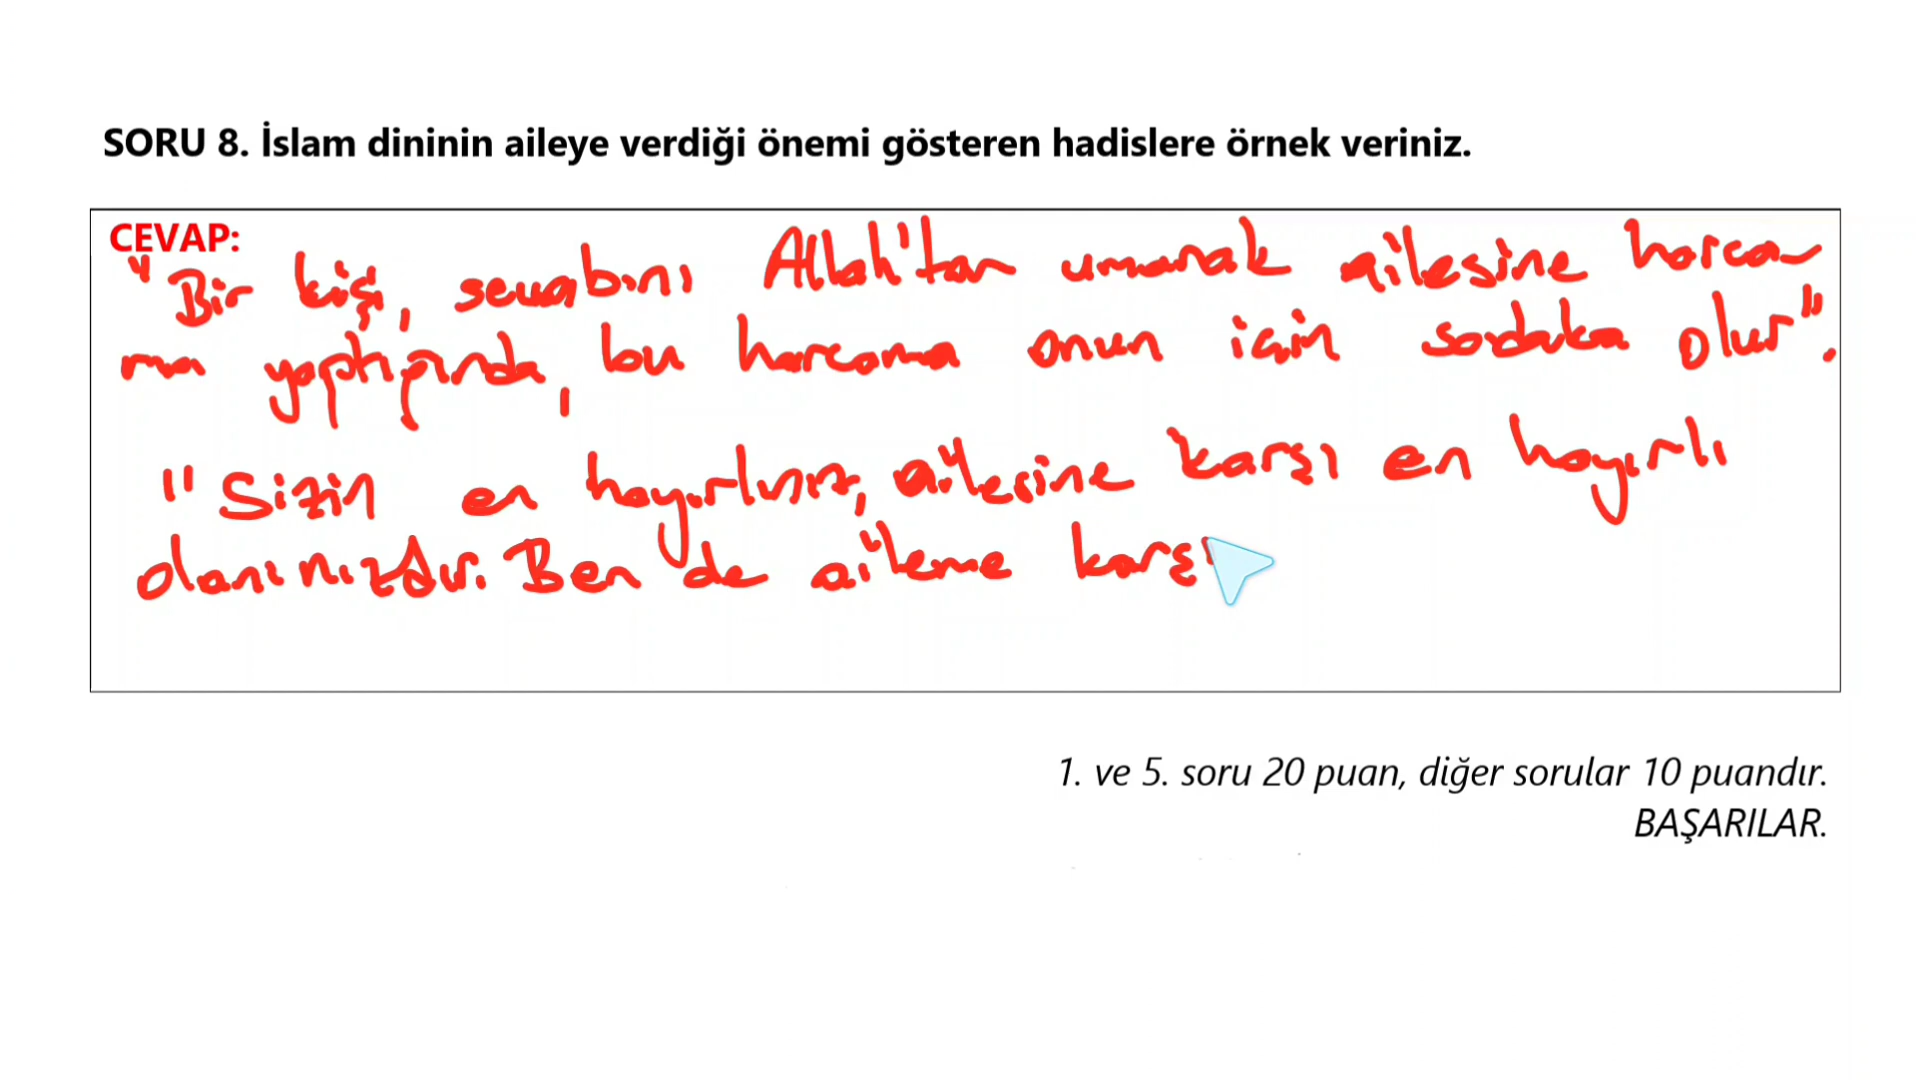 SORU 8. İslam dininin aileye verdiği önemi gösteren hadislere örnek veriniz.
CEVAP:
"Bir kişi, sevabını Allah'tan umarak ailesine harca-
ma yaptığında, bu harcama onun için sadaka olur".
"Sizin en hayırlınız, ailesine karşı en hayırlı
olanınızdır. Ben de aileme karşı
1. ve 5. soru 20 puan, diğer sorular 10 puandır.
BAŞARILAR.